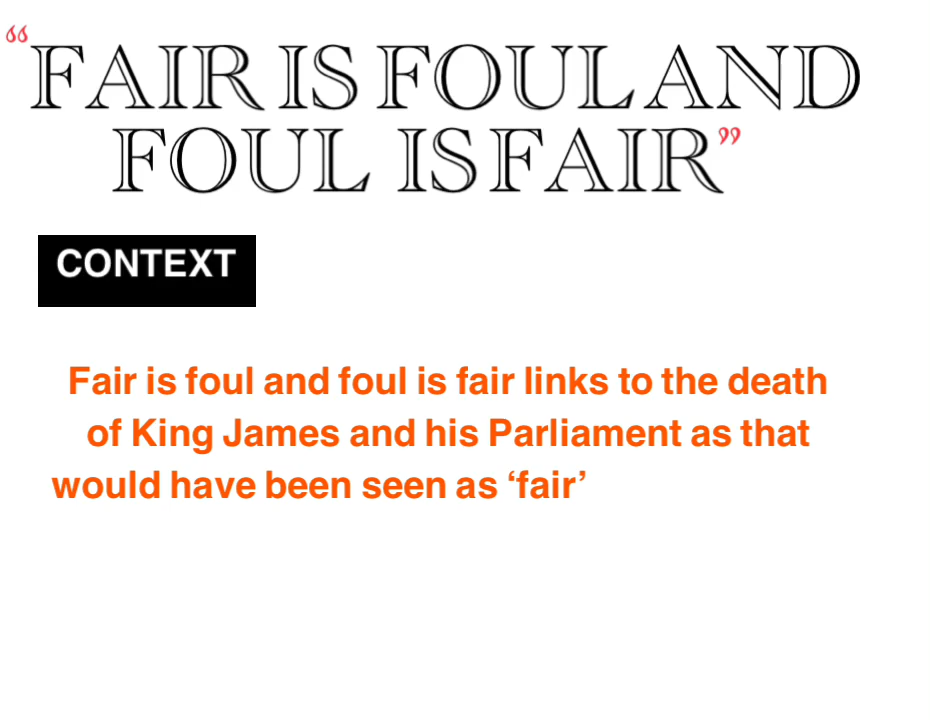 “FAIR IS FOUL AND
FOUL IS FAIR”
CONTEXT
Fair is foul and foul is fair links to the death
of King James and his Parliament as that
would have been seen as ‘fair’